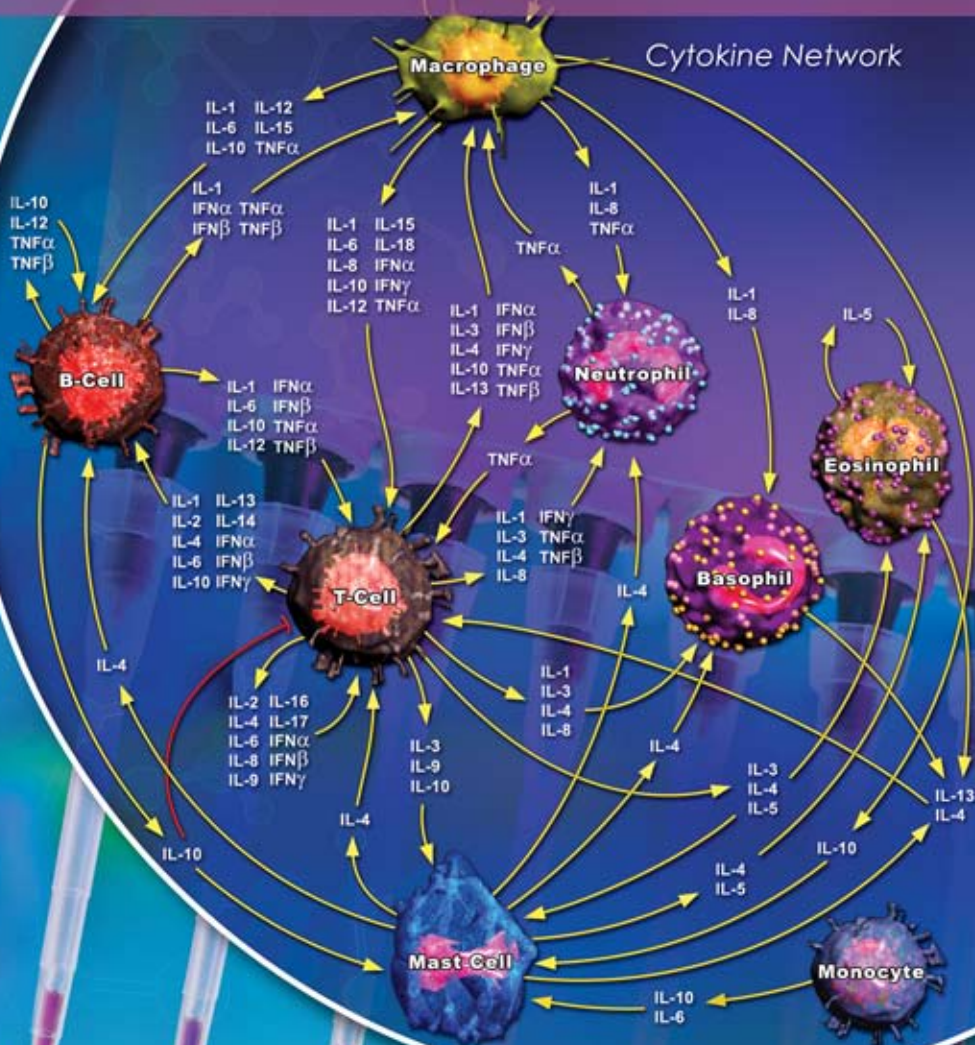 Cytokine Network
Macrophage
IL-1 IL-12
IL-6 IL-15
IL-10 TNFα
IL-10
IL-12
TNFα
TNFβ
IL-1
IFNα TNFα
IFNβ TNFβ
IL-1 IL-15
IL-6 IL-18
IL-8 IFNα
IL-10 IFNγ
IL-12 TNFα
IL-1 IFNα
IL-3 IFNβ
IL-4 IFNγ
IL-10 TNFα
IL-13 TNFβ
TNFα
IL-1
IL-8
TNFα
IL-1
IL-8
IL-5
B-Cell
Neutrophil
Eosinophil
IL-1 IFNα
IL-6 IFNβ
IL-10 TNFα
IL-12 TNFβ
TNFα
IL-1 IL-13
IL-2 IL-14
IL-4 IFNα
IL-6 IFNβ
IL-10 IFNγ
T-Cell
IL-1 IFNγ
IL-3 TNFα
IL-4 TNFβ
IL-8
IL-4
Basophil
IL-4
IL-2 IL-16
IL-4 IL-17
IL-6 IFNα
IL-8 IFNβ
IL-9 IFNγ
IL-3
IL-9
IL-10
IL-1
IL-3
IL-4
IL-8
IL-4
IL-3
IL-4
IL-5
IL-13
IL-4
IL-10
IL-4
IL-10
IL-4
IL-5
Mast Cell
Monocyte
IL-10
IL-6